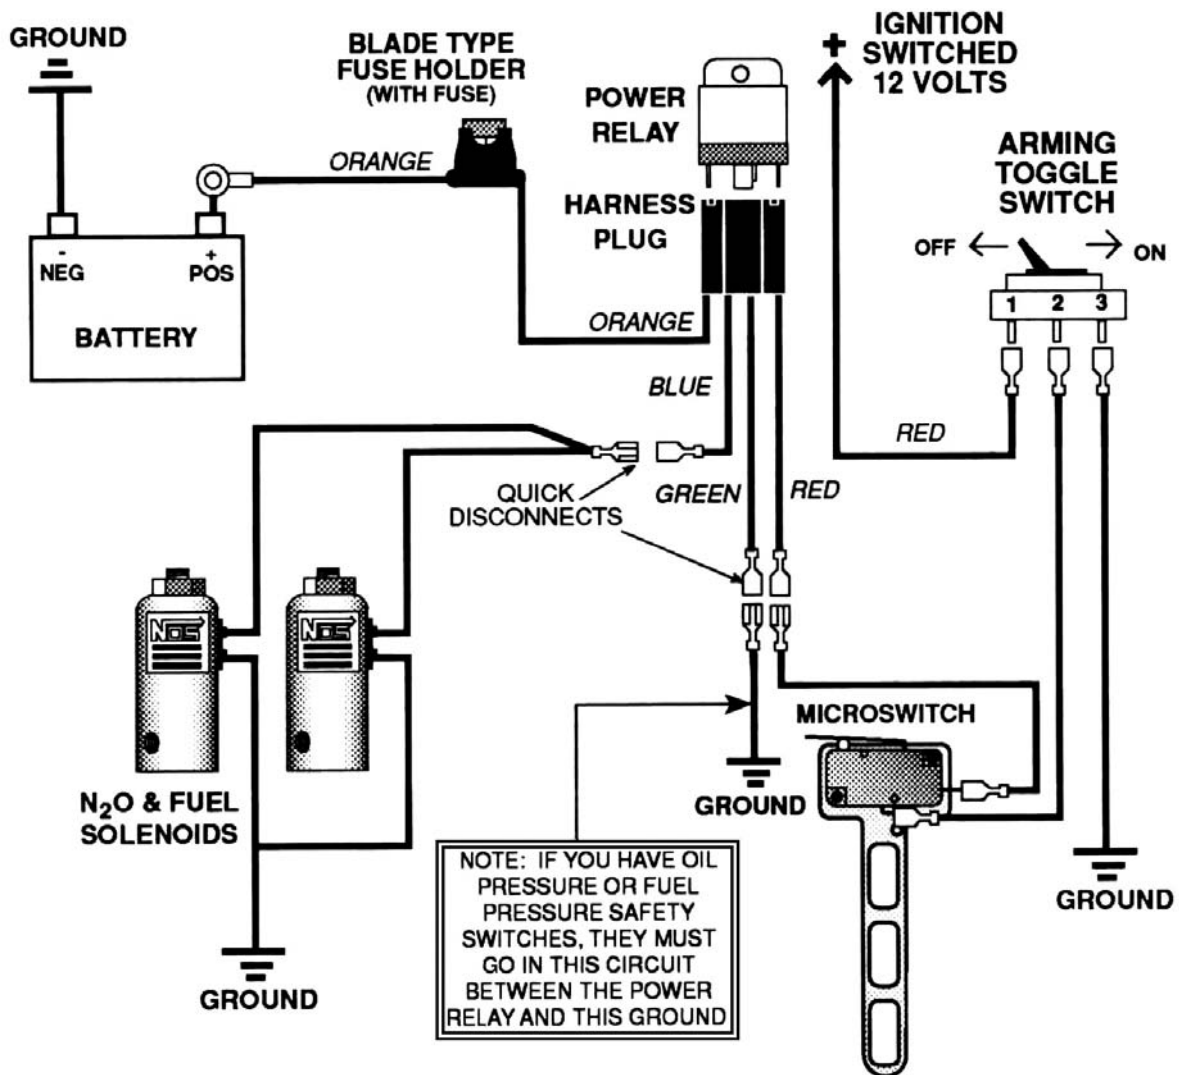 GROUND
BLADE TYPE
FUSE HOLDER
(WITH FUSE)
ORANGE
-
NEG
+
POS
BATTERY
POWER
RELAY
HARNESS
PLUG
+
IGNITION
SWITCHED
12 VOLTS
ARMING
TOGGLE
SWITCH
OFF
ON
1 2 3
ORANGE
BLUE
RED
GREEN
RED
QUICK
DISCONNECTS
NOS
NOS
N₂O & FUEL
SOLENOIDS
MICROSWITCH
GROUND
GROUND
GROUND
NOTE: IF YOU HAVE OIL
PRESSURE OR FUEL
PRESSURE SAFETY
SWITCHES, THEY MUST
GO IN THIS CIRCUIT
BETWEEN THE POWER
RELAY AND THIS GROUND